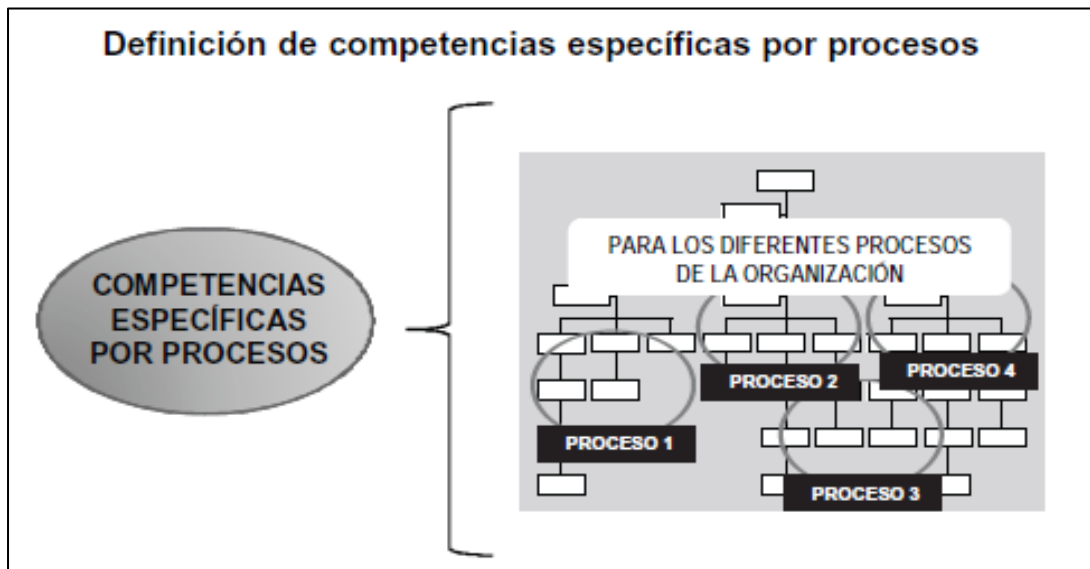 Definición de competencias específicas por procesos
COMPETENCIAS
ESPECÍFICAS
POR PROCESOS
PARA LOS DIFERENTES PROCESOS
DE LA ORGANIZACIÓN
PROCESO 1
PROCESO 2
PROCESO 3
PROCESO 4